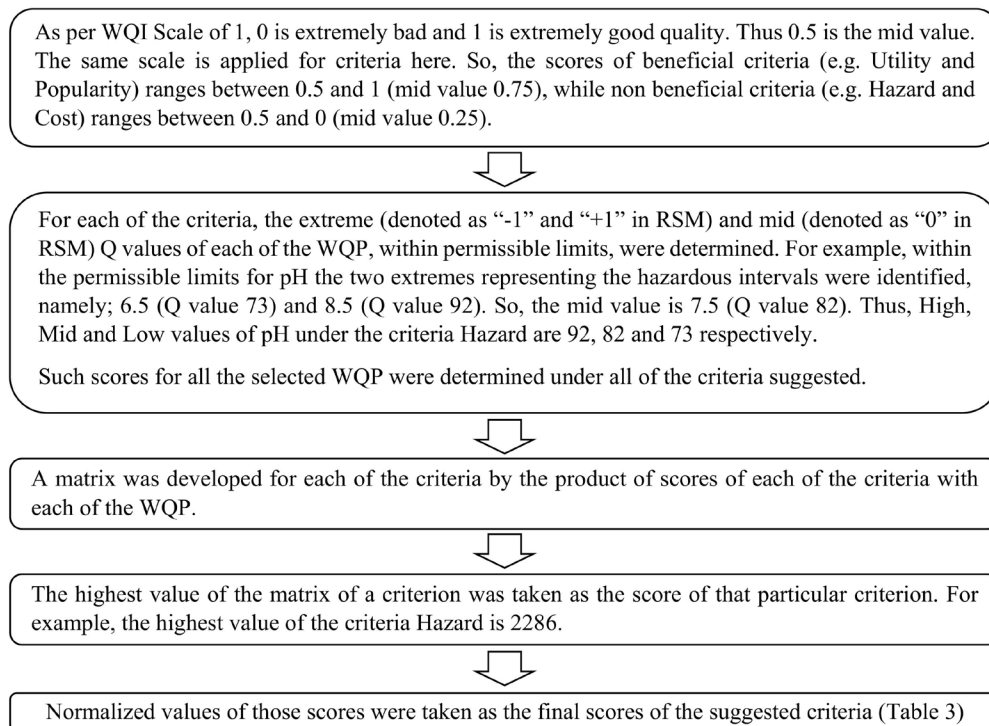 As per WQI Scale of 1, 0 is extremely bad and 1 is extremely good quality. Thus 0.5 is the mid value.
The same scale is applied for criteria here. So, the scores of beneficial criteria (e.g. Utility and
Popularity) ranges between 0.5 and 1 (mid value 0.75), while non beneficial criteria (e.g. Hazard and
Cost) ranges between 0.5 and 0 (mid value 0.25).
For each of the criteria, the extreme (denoted as “-1” and “+1” in RSM) and mid (denoted as “0” in
RSM) Q values of each of the WQP, within permissible limits, were determined. For example, within
the permissible limits for pH the two extremes representing the hazardous intervals were identified,
namely; 6.5 (Q value 73) and 8.5 (Q value 92). So, the mid value is 7.5 (Q value 82). Thus, High,
Mid and Low values of pH under the criteria Hazard are 92, 82 and 73 respectively.
Such scores for all the selected WQP were determined under all of the criteria suggested.
A matrix was developed for each of the criteria by the product of scores of each of the criteria with
each of the WQP.
The highest value of the matrix of a criterion was taken as the score of that particular criterion. For
example, the highest value of the criteria Hazard is 2286.
Normalized values of those scores were taken as the final scores of the suggested criteria (Table 3)